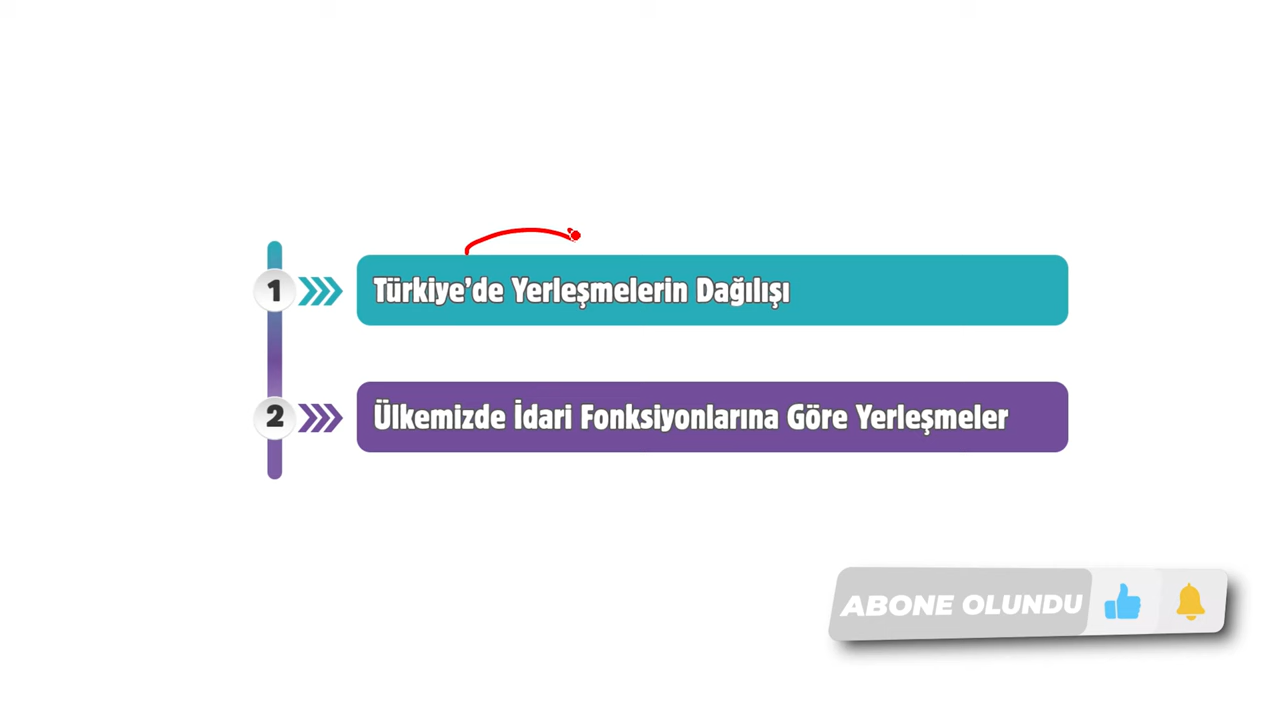 1 Türkiye'de Yerleşmelerin Dağılışı
2 Ülkemizde İdari Fonksiyonlarına Göre Yerleşmeler
ABONE OLUNDU